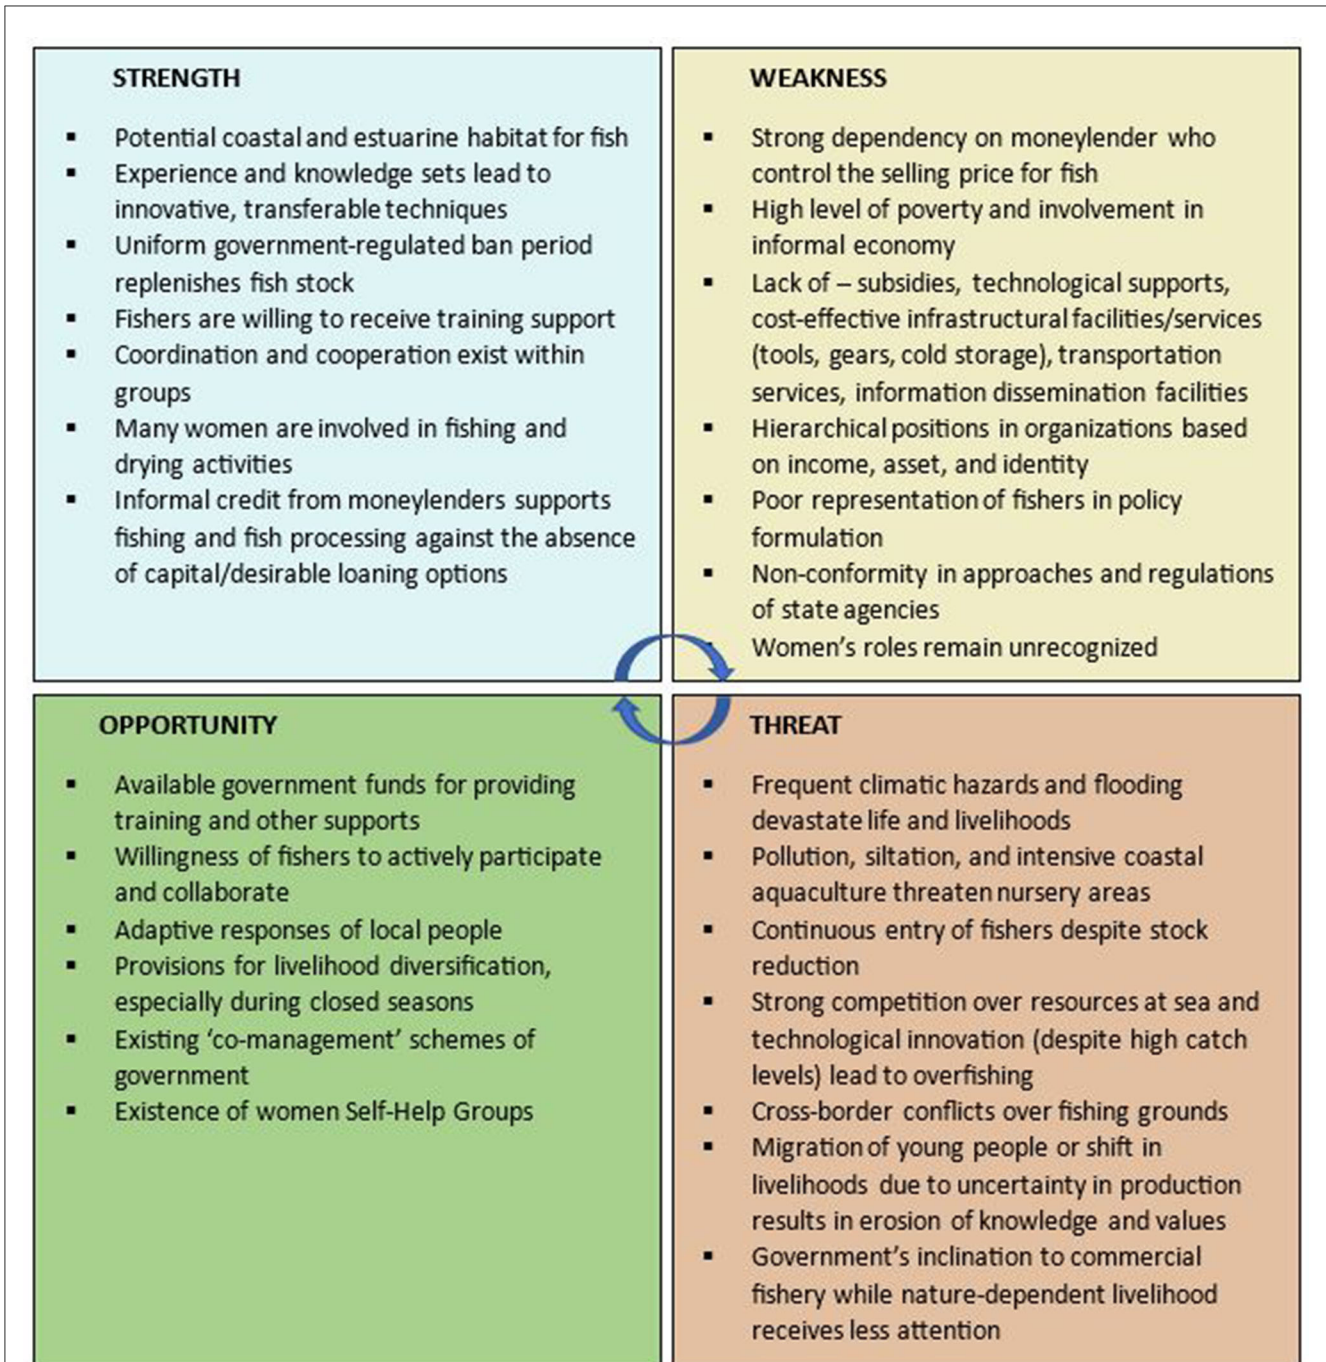 STRENGTH
▪ Potential coastal and estuarine habitat for fish
▪ Experience and knowledge sets lead to
innovative, transferable techniques
▪ Uniform government-regulated ban period
replenishes fish stock
▪ Fishers are willing to receive training support
▪ Coordination and cooperation exist within
groups
▪ Many women are involved in fishing and
drying activities
▪ Informal credit from moneylenders supports
fishing and fish processing against the absence
of capital/desirable loaning options
WEAKNESS
▪ Strong dependency on moneylender who
control the selling price for fish
▪ High level of poverty and involvement in
informal economy
▪ Lack of – subsidies, technological supports,
cost-effective infrastructural facilities/services
(tools, gears, cold storage), transportation
services, information dissemination facilities
▪ Hierarchical positions in organizations based
on income, asset, and identity
▪ Poor representation of fishers in policy
formulation
▪ Non-conformity in approaches and regulations
of state agencies
▪ Women’s roles remain unrecognized
OPPORTUNITY
▪ Available government funds for providing
training and other supports
▪ Willingness of fishers to actively participate
and collaborate
▪ Adaptive responses of local people
▪ Provisions for livelihood diversification,
especially during closed seasons
▪ Existing ‘co-management’ schemes of
government
▪ Existence of women Self-Help Groups
THREAT
▪ Frequent climatic hazards and flooding
devastate life and livelihoods
▪ Pollution, siltation, and intensive coastal
aquaculture threaten nursery areas
▪ Continuous entry of fishers despite stock
reduction
▪ Strong competition over resources at sea and
technological innovation (despite high catch
levels) lead to overfishing
▪ Cross-border conflicts over fishing grounds
▪ Migration of young people or shift in
livelihoods due to uncertainty in production
results in erosion of knowledge and values
▪ Government’s inclination to commercial
fishery while nature-dependent livelihood
receives less attention